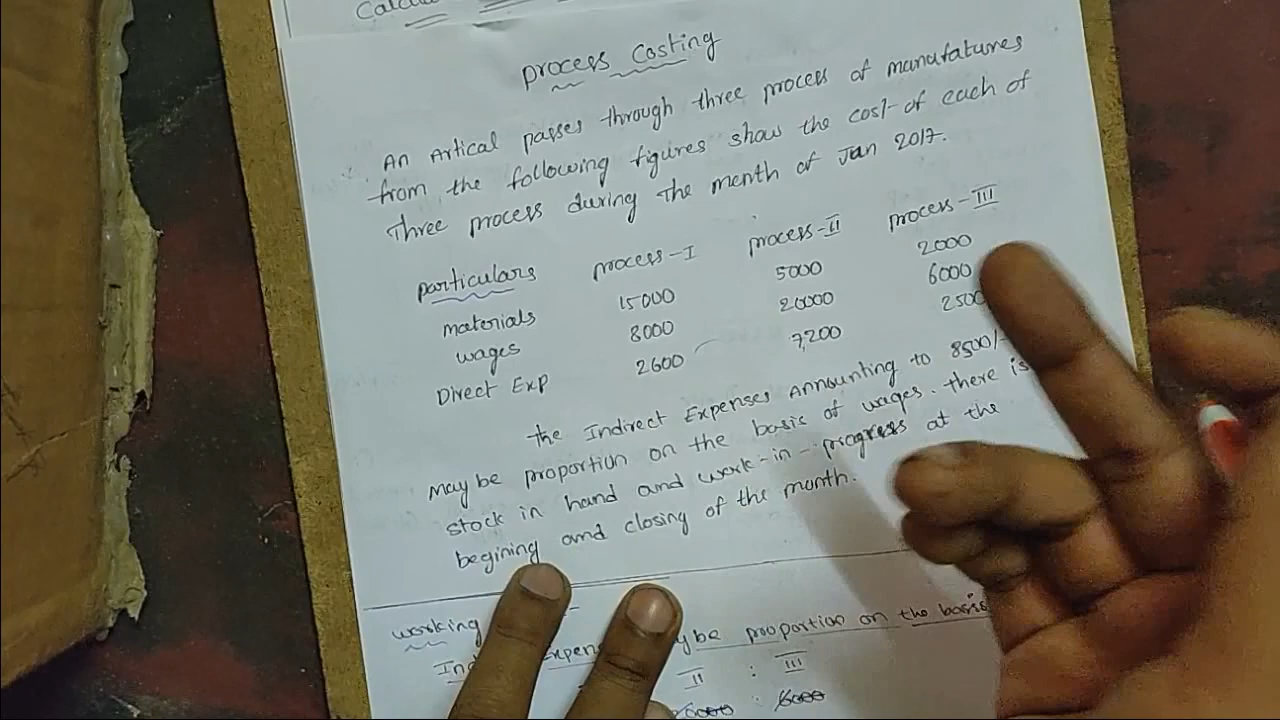 process Costing
An Artical passes through three process of manufatures
from the following figures show the cost of each of
three process during the month of Jan 2017.
particulars process-I process-II process-III
materials 15000 5000 2000
wages 8000 20000 6000
Direct Exp 2600 7,200 2500
the Indirect Expenses Amounting to 8500/-
may be proportion on the basis of wages. there is
stock in hand and work-in-progress at the
begining and closing of the month.
working
be proportion on the basis
II : III
: 6000